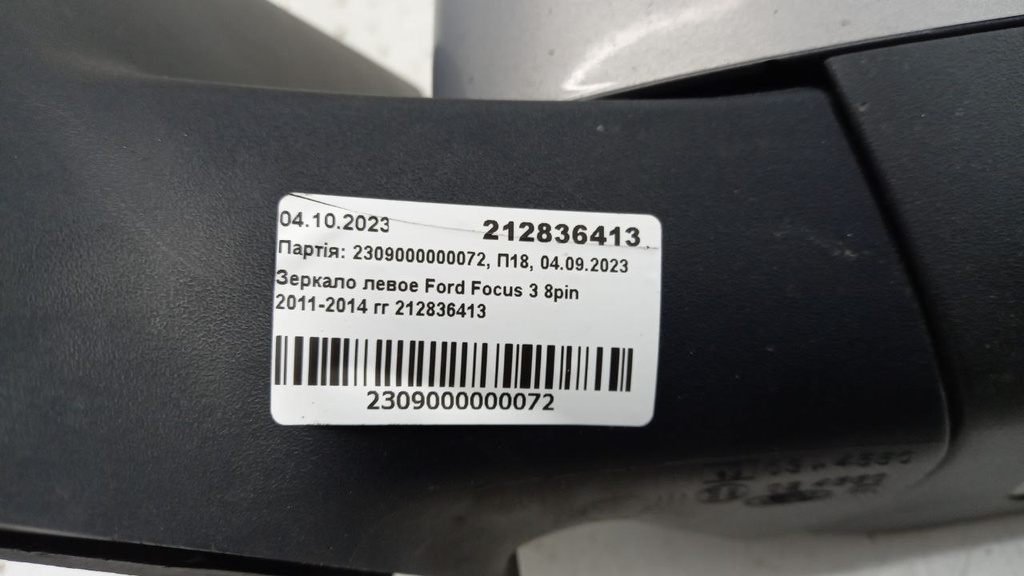 04.10.2023 212836413
Партія: 2309000000072, П18, 04.09.2023
Зеркало левое Ford Focus 3 8pin
2011-2014 гг 212836413
2309000000072